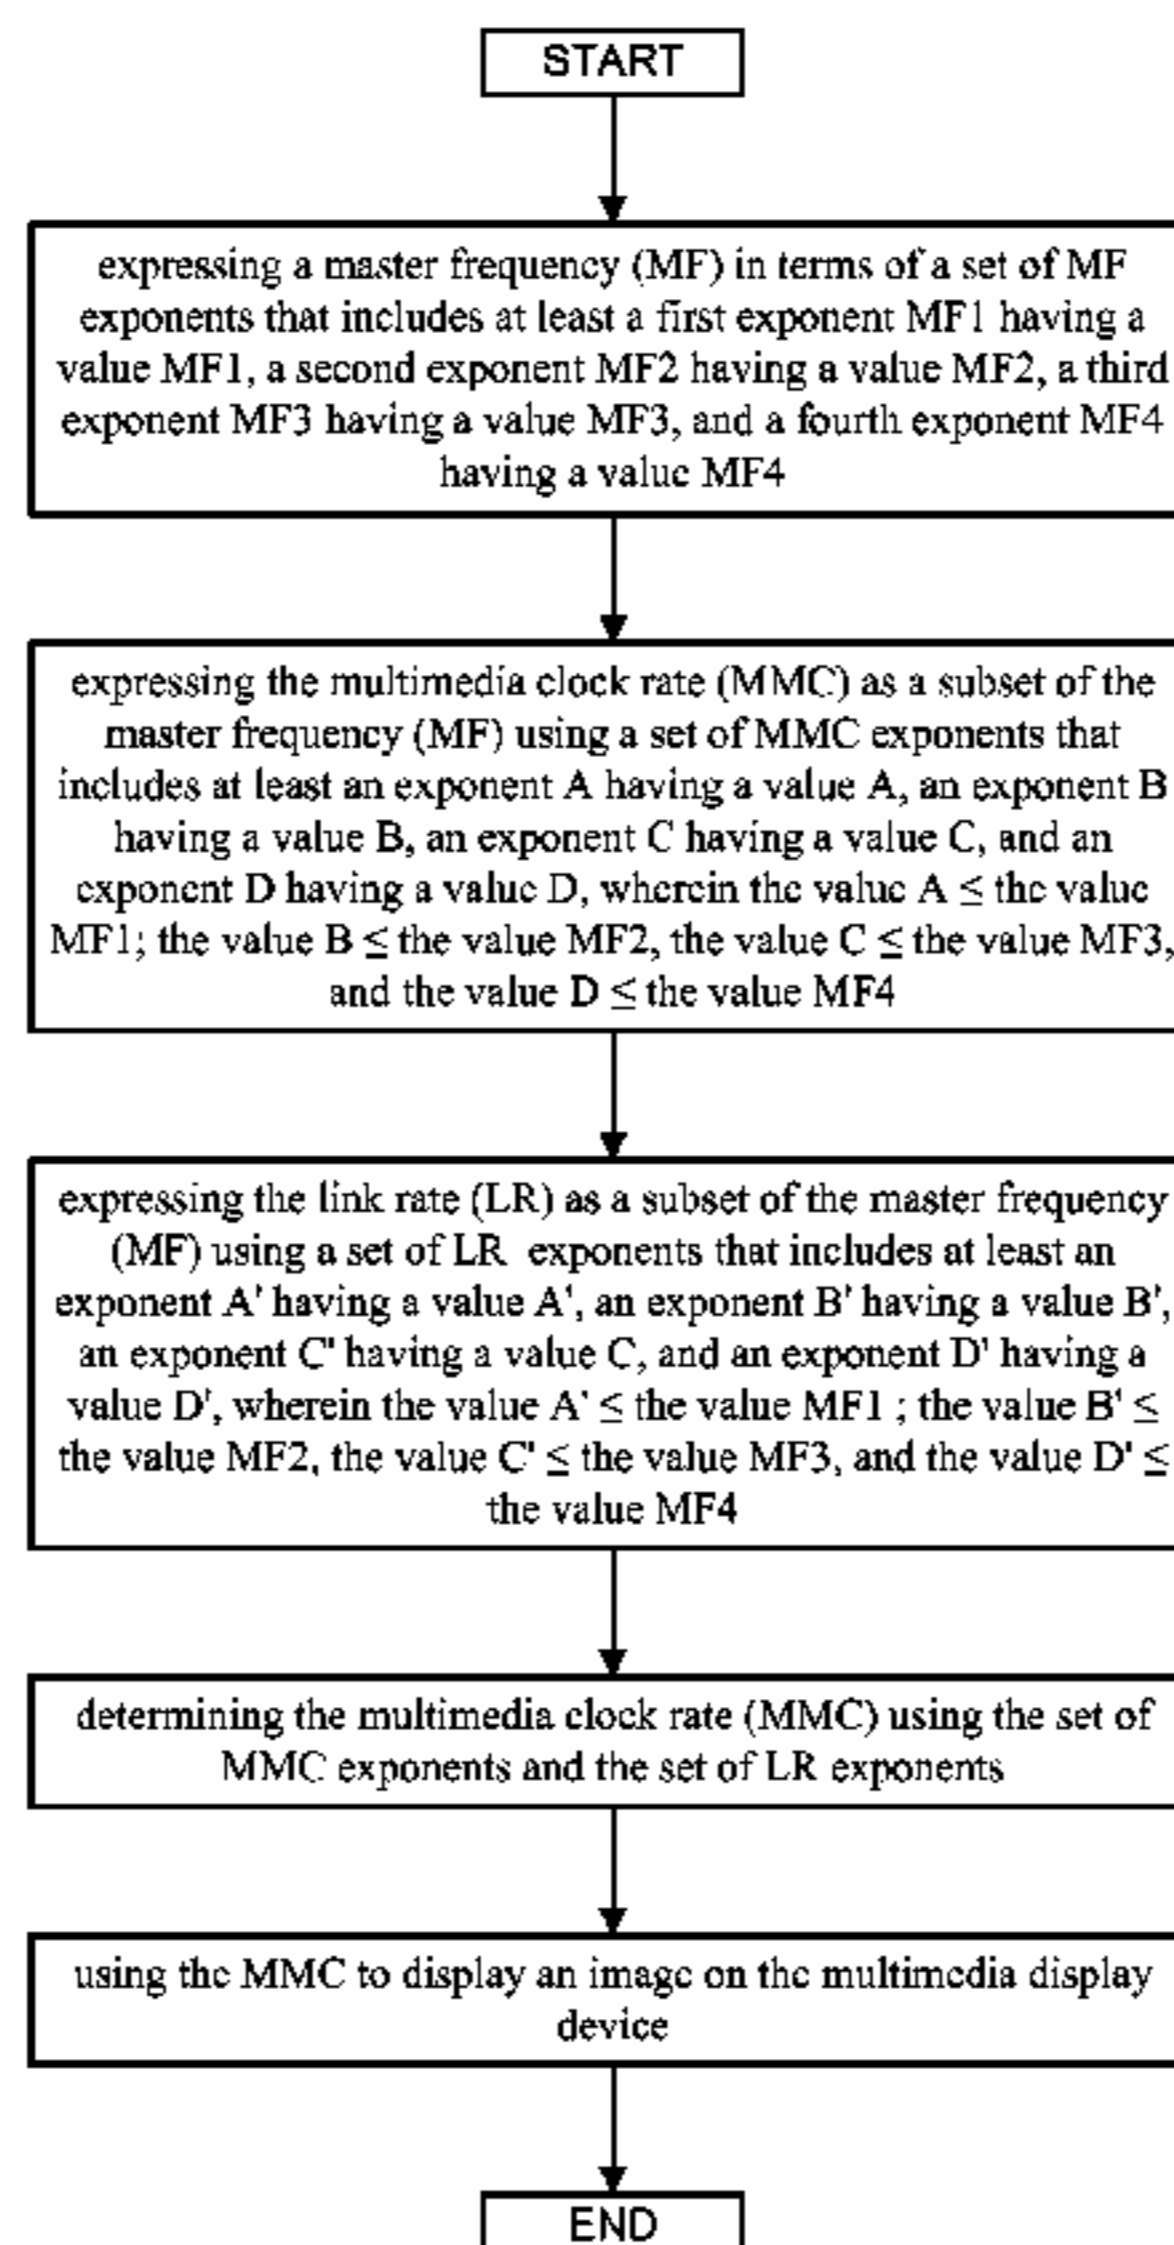 START
expressing a master frequency (MF) in terms of a set of MF
exponents that includes at least a first exponent MF1 having a
value MF1, a second exponent MF2 having a value MF2, a third
exponent MF3 having a value MF3, and a fourth exponent MF4
having a value MF4
expressing the multimedia clock rate (MMC) as a subset of the
master frequency (MF) using a set of MMC exponents that
includes at least an exponent A having a value A, an exponent B
having a value B, an exponent C having a value C, and an
exponent D having a value D, wherein the value A ≤ the value
MF1; the value B ≤ the value MF2, the value C ≤ the value MF3,
and the value D ≤ the value MF4
expressing the link rate (LR) as a subset of the master frequency
(MF) using a set of LR exponents that includes at least an
exponent A' having a value A', an exponent B' having a value B',
an exponent C' having a value C, and an exponent D' having a
value D', wherein the value A' ≤ the value MF1 ; the value B' ≤
the value MF2, the value C' ≤ the value MF3, and the value D' ≤
the value MF4
determining the multimedia clock rate (MMC) using the set of
MMC exponents and the set of LR exponents
using the MMC to display an image on the multimedia display
device
END